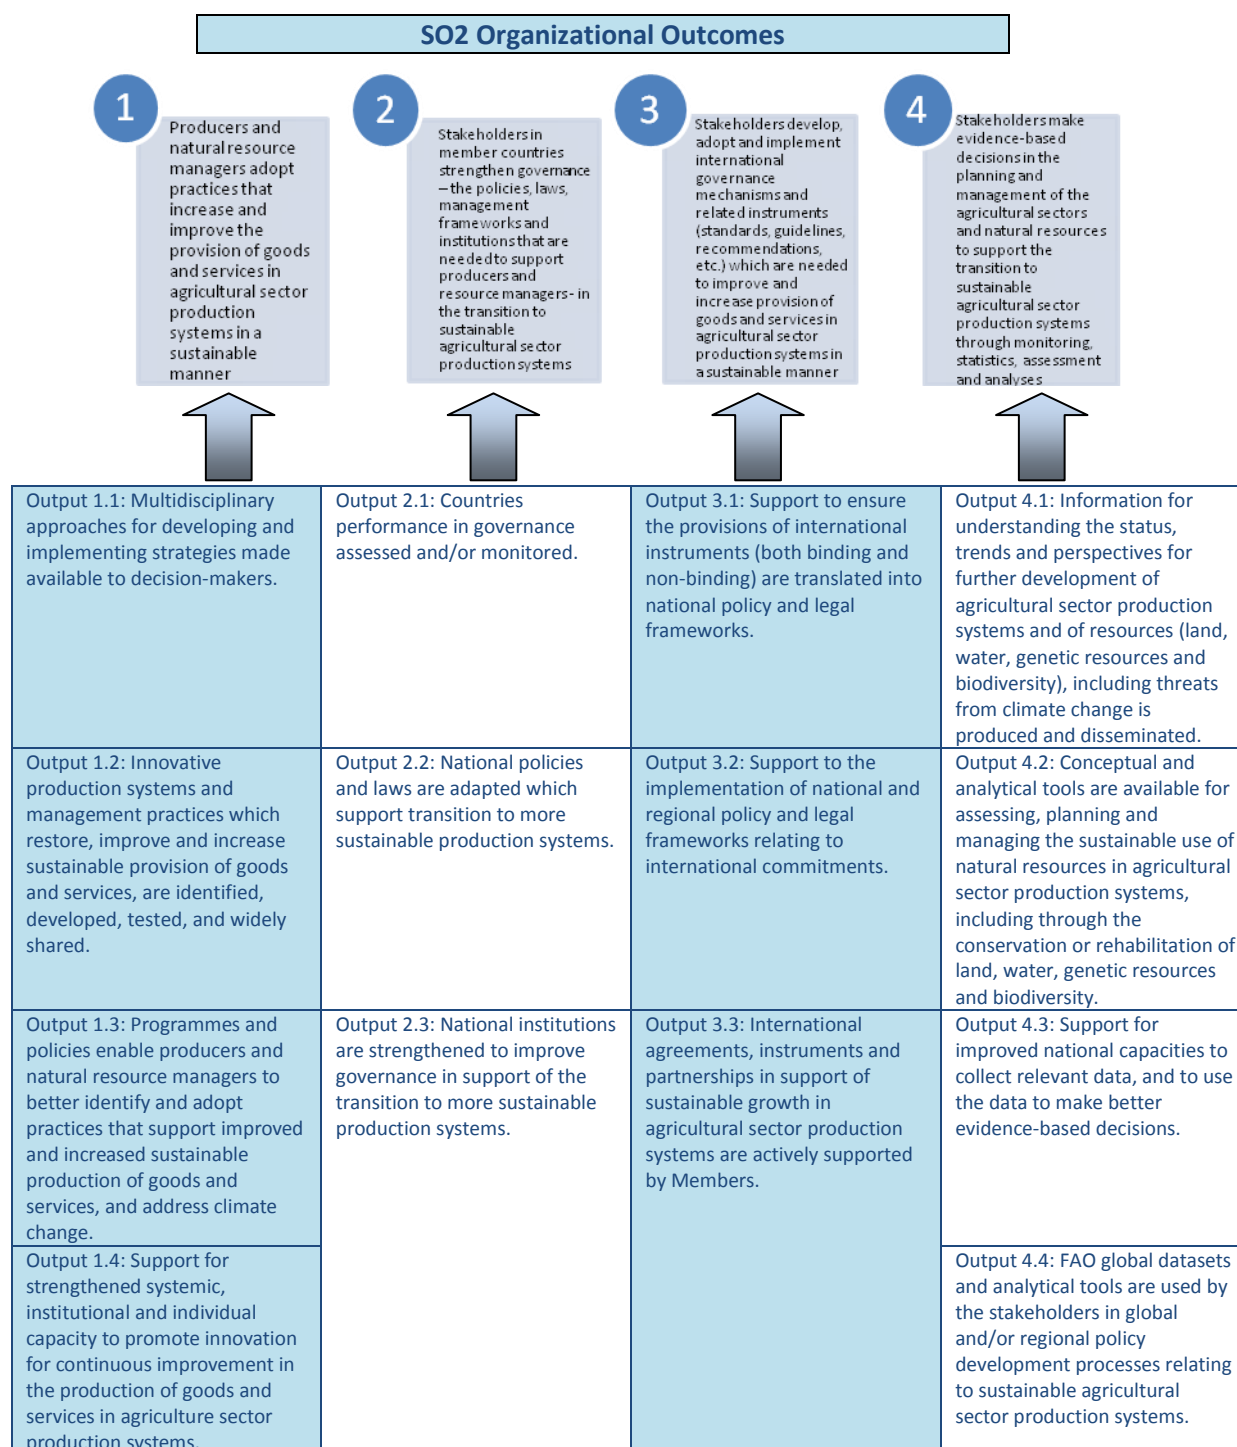 SO2 Organizational Outcomes
1
Producers and
natural resource
managers adopt
practices that
increase and
improve the
provision of goods
and services in
agricultural sector
production
systems in a
sustainable
manner
2
Stakeholders in
member countries
strengthen governance
– the policies, laws,
management
frameworks and
institutions that are
needed to support
producers and
resource managers- in
the transition to
sustainable
agricultural sector
production systems
3
Stakeholders develop,
adopt and implement
international
governance
mechanisms and
related instruments
(standards, guidelines,
recommendations,
etc.) which are needed
to improve and
increase provision of
goods and services in
agricultural sector
production systems in
a sustainable manner
4
Stakeholders make
evidence-based
decisions in the
planning and
management of the
agricultural sectors
and natural resources
to support the
transition to
sustainable
agricultural sector
production systems
through monitoring,
statistics, assessment
and analyses
Output 1.1: Multidisciplinary
approaches for developing and
implementing strategies made
available to decision-makers.
Output 2.1: Countries
performance in governance
assessed and/or monitored.
Output 3.1: Support to ensure
the provisions of international
instruments (both binding and
non-binding) are translated into
national policy and legal
frameworks.
Output 4.1: Information for
understanding the status,
trends and perspectives for
further development of
agricultural sector production
systems and of resources (land,
water, genetic resources and
biodiversity), including threats
from climate change is
produced and disseminated.
Output 1.2: Innovative
production systems and
management practices which
restore, improve and increase
sustainable provision of goods
and services, are identified,
developed, tested, and widely
shared.
Output 2.2: National policies
and laws are adapted which
support transition to more
sustainable production systems.
Output 3.2: Support to the
implementation of national and
regional policy and legal
frameworks relating to
international commitments.
Output 4.2: Conceptual and
analytical tools are available for
assessing, planning and
managing the sustainable use of
natural resources in agricultural
sector production systems,
including through the
conservation or rehabilitation of
land, water, genetic resources
and biodiversity.
Output 1.3: Programmes and
policies enable producers and
natural resource managers to
better identify and adopt
practices that support improved
and increased sustainable
production of goods and
services, and address climate
change.
Output 2.3: National institutions
are strengthened to improve
governance in support of the
transition to more sustainable
production systems.
Output 3.3: International
agreements, instruments and
partnerships in support of
sustainable growth in
agricultural sector production
systems are actively supported
by Members.
Output 4.3: Support for
improved national capacities to
collect relevant data, and to use
the data to make better
evidence-based decisions.
Output 1.4: Support for
strengthened systemic,
institutional and individual
capacity to promote innovation
for continuous improvement in
the production of goods and
services in agriculture sector
production systems.
Output 4.4: FAO global datasets
and analytical tools are used by
the stakeholders in global
and/or regional policy
development processes relating
to sustainable agricultural
sector production systems.